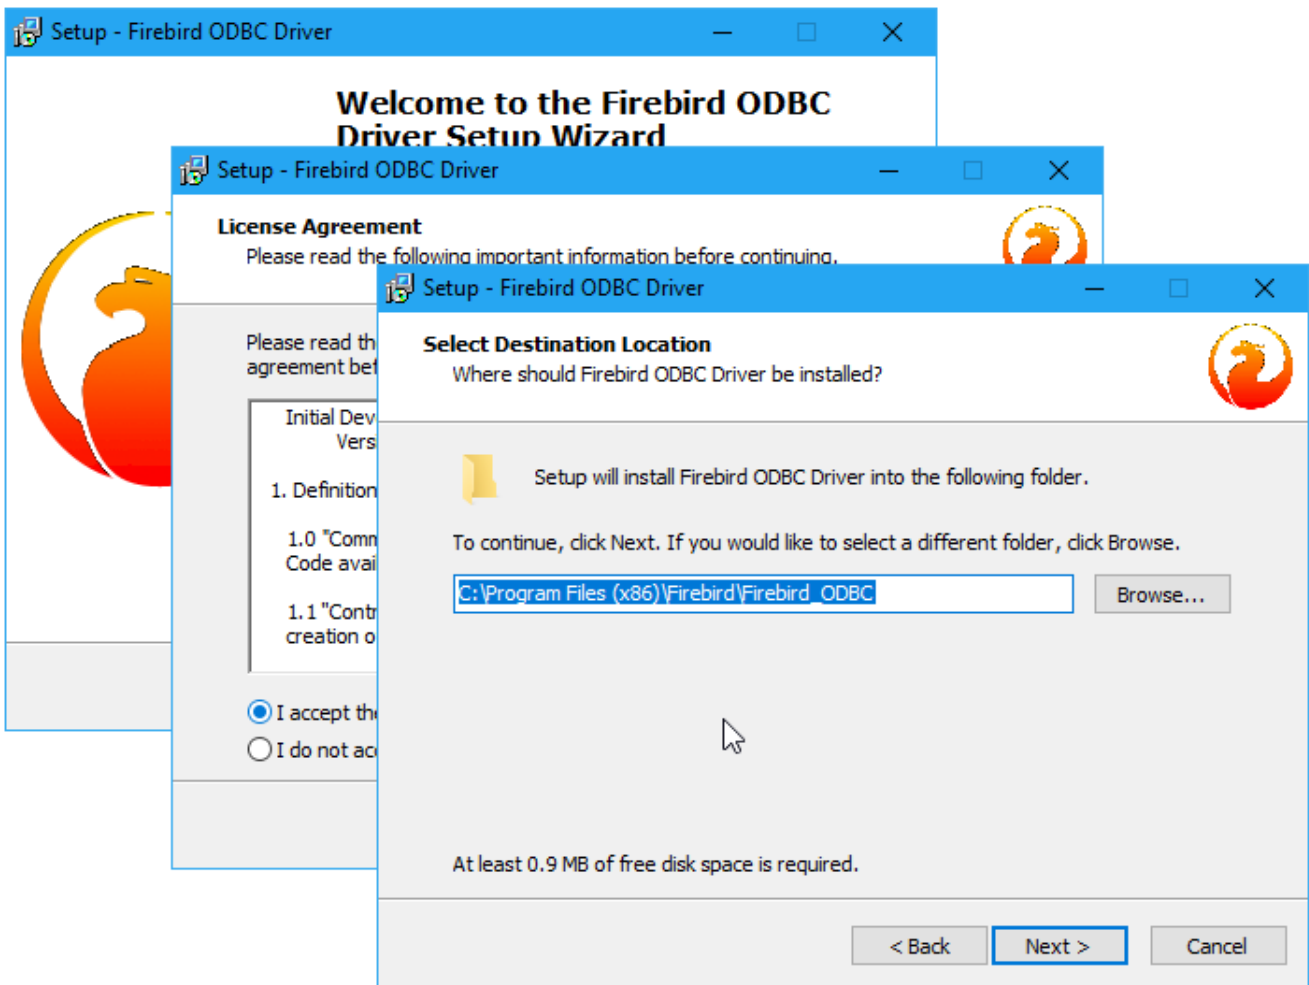 Setup - Firebird ODBC Driver
Welcome to the Firebird ODBC
Driver Setup Wizard
Setup - Firebird ODBC Driver
License Agreement
Please read the following important information before continuing.
Please read th
agreement bef
Initial Dev
Vers
1. Definition
1.0 "Comm
Code avai
1.1 "Contr
creation o
I accept the
I do not acc
Setup - Firebird ODBC Driver
Select Destination Location
Where should Firebird ODBC Driver be installed?
Setup will install Firebird ODBC Driver into the following folder.
To continue, click Next. If you would like to select a different folder, click Browse.
C:\Program Files (x86)\Firebird\Firebird_ODBC
Browse...
At least 0.9 MB of free disk space is required.
< Back
Next >
Cancel